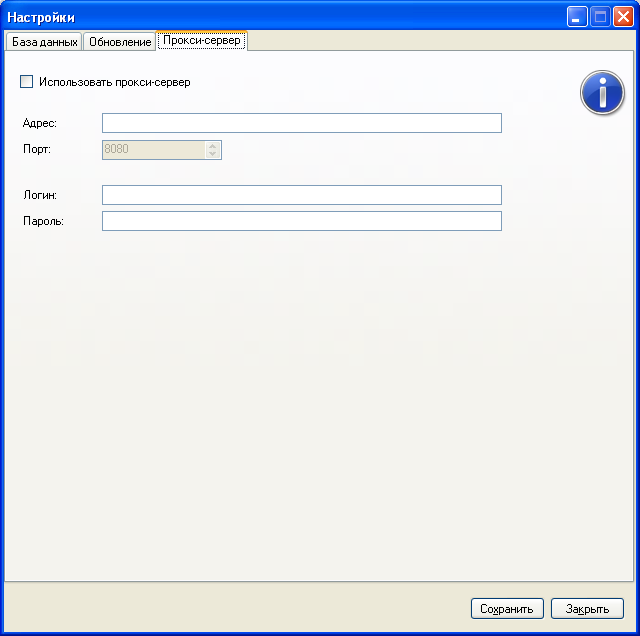 Настройки
База данных Обновление Прокси-сервер
Использовать прокси-сервер
Адрес:
Порт: 8080
Логин:
Пароль:
Сохранить Закрыть